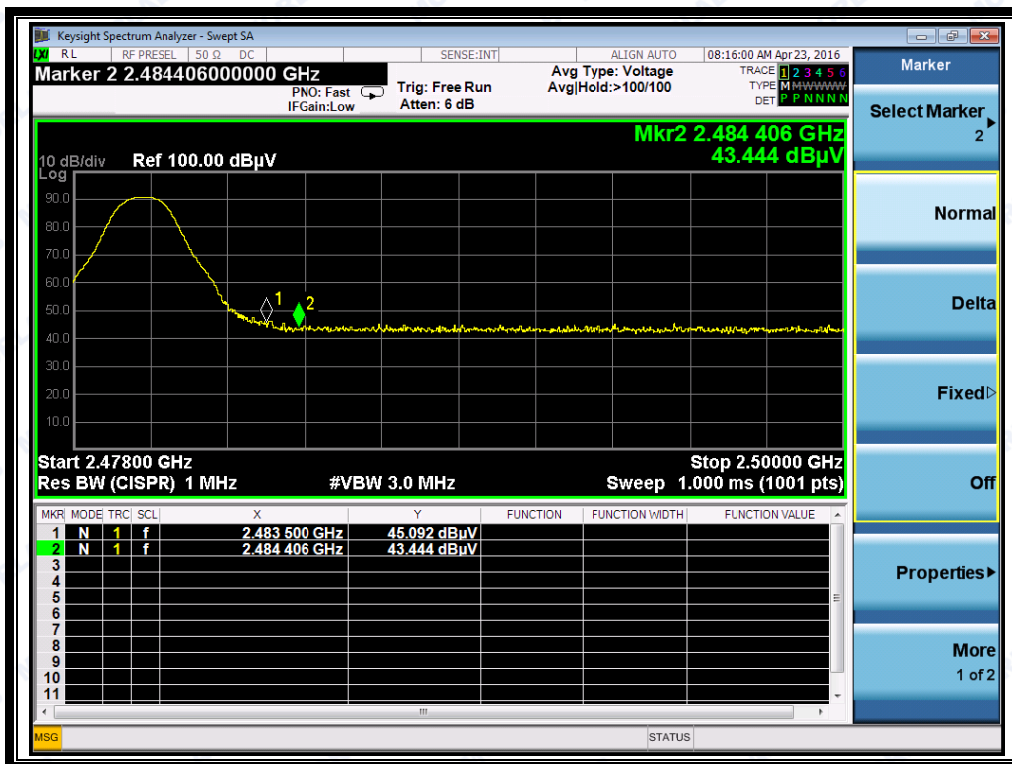 Keysight Spectrum Analyzer - Swept SA
LXI RL RF PRESEL 50 Ω DC SENSE:INT ALIGN AUTO 08:16:00 AM Apr 23, 2016
Marker 2 2.484406000000 GHz
PNO: Fast
IFGain:Low
Trig: Free Run
Atten: 6 dB
Avg Type: Voltage
Avg|Hold:>100/100
TRACE 1 2 3 4 5 6
TYPE M M W W W W
DET P P N N N N
Mkr2 2.484 406 GHz
43.444 dBµV
10 dB/div Ref 100.00 dBµV
Log
90.0
80.0
70.0
60.0
50.0
40.0
30.0
20.0
10.0
1
2
Start 2.47800 GHz Stop 2.50000 GHz
Res BW (CISPR) 1 MHz #VBW 3.0 MHz Sweep 1.000 ms (1001 pts)
MKR MODE TRC SCL X Y FUNCTION FUNCTION WIDTH FUNCTION VALUE
1 N 1 f 2.483 500 GHz 45.092 dBµV
2 N 1 f 2.484 406 GHz 43.444 dBµV
3
4
5
6
7
8
9
10
11
MSG STATUS
Marker
Select Marker
2
Normal
Delta
Fixed
Off
Properties
More
1 of 2